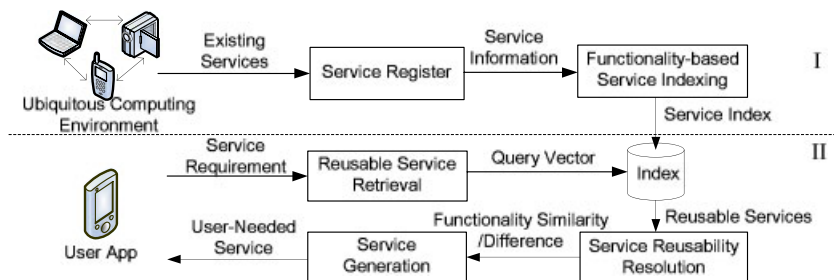 Existing
Services
Service Register
Service
Information
Functionality-based
Service Indexing
I
Ubiquitous Computing
Environment
Service Index
II
Service
Requirement
Reusable Service
Retrieval
Query Vector
Index
User App
User-Needed
Service
Service
Generation
Functionality Similarity
/Difference
Reusable Services
Service Reusability
Resolution